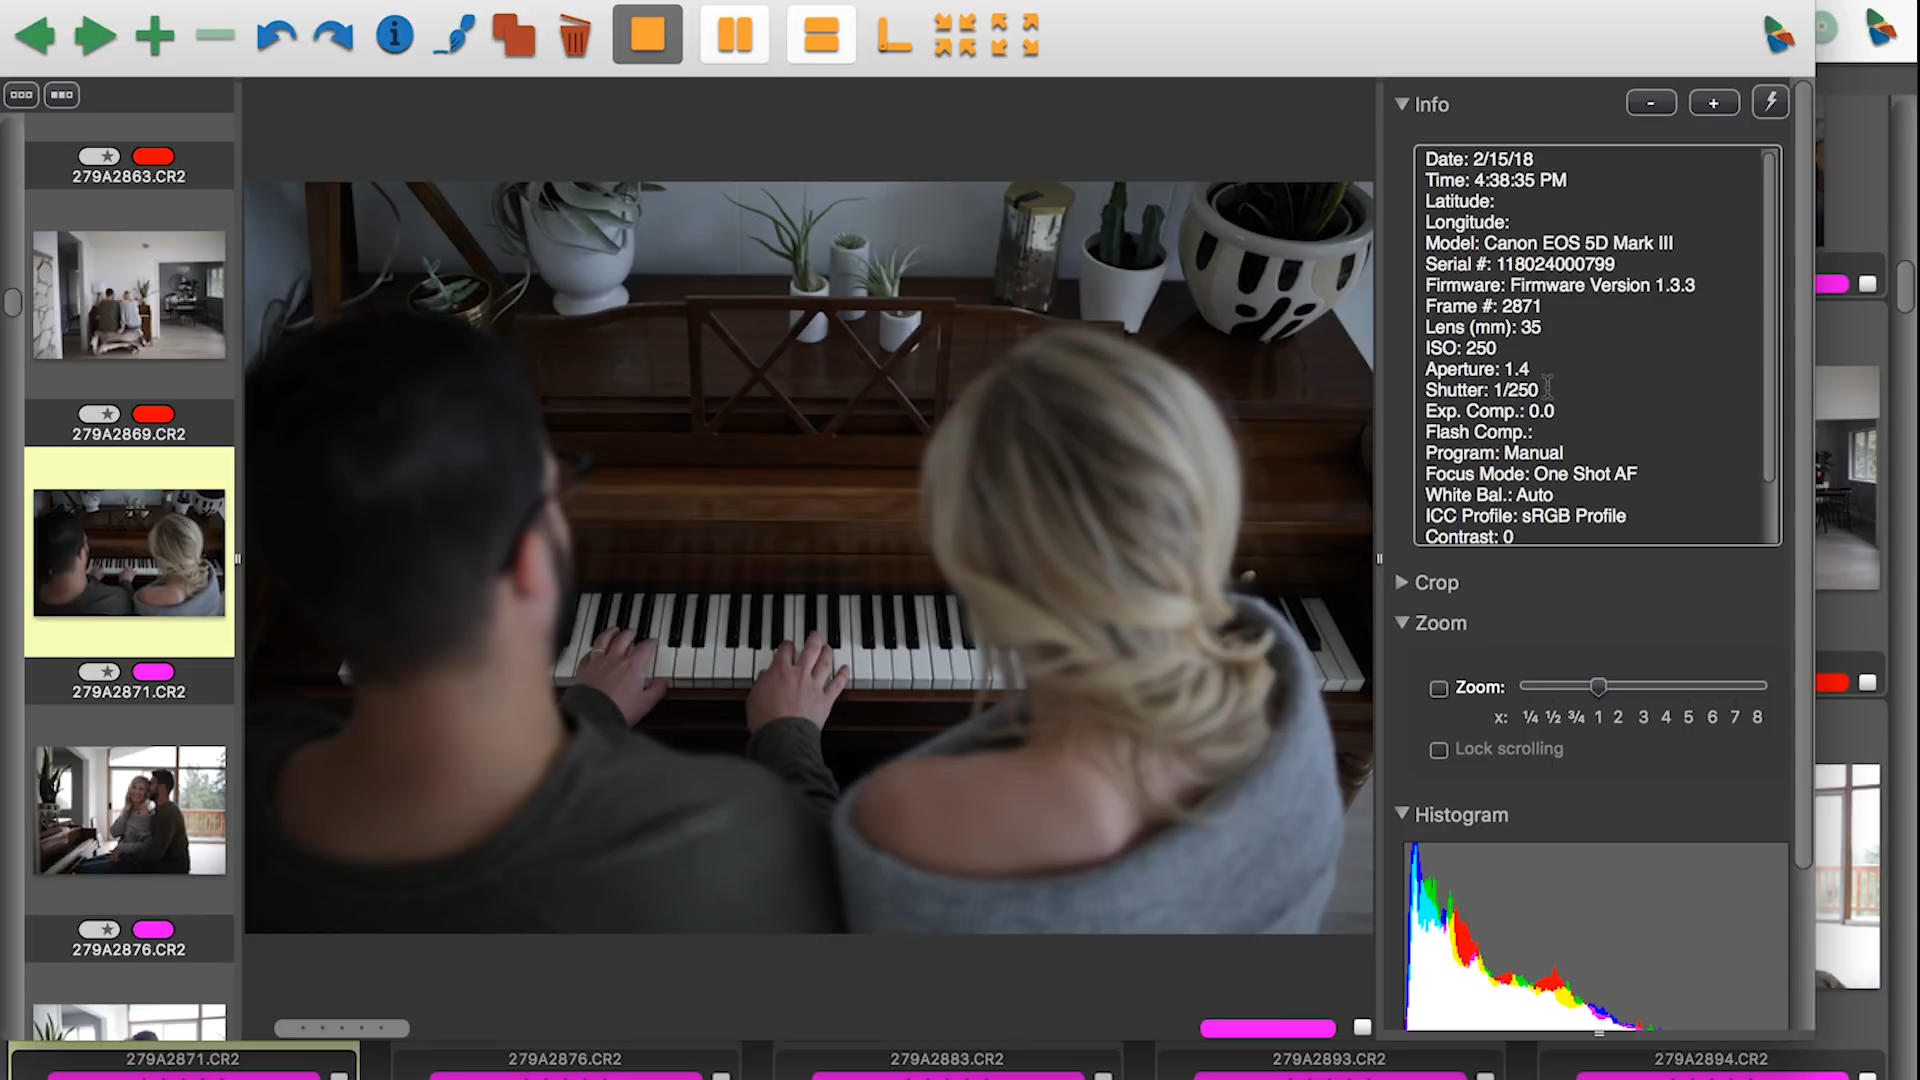 279A2863.CR2
279A2869.CR2
279A2871.CR2
279A2876.CR2
Info
-
+
Date: 2/15/18
Time: 4:38:35 PM
Latitude:
Longitude:
Model: Canon EOS 5D Mark III
Serial #: 118024000799
Firmware: Firmware Version 1.3.3
Frame #: 2871
Lens (mm): 35
ISO: 250
Aperture: 1.4
Shutter: 1/250
Exp. Comp.: 0.0
Flash Comp.:
Program: Manual
Focus Mode: One Shot AF
White Bal.: Auto
ICC Profile: sRGB Profile
Contrast: 0
Crop
Zoom
Zoom:
x: ¼ ½ ¾ 1 2 3 4 5 6 7 8
Lock scrolling
Histogram
279A2871.CR2
279A2876.CR2
279A2883.CR2
279A2893.CR2
279A2894.CR2